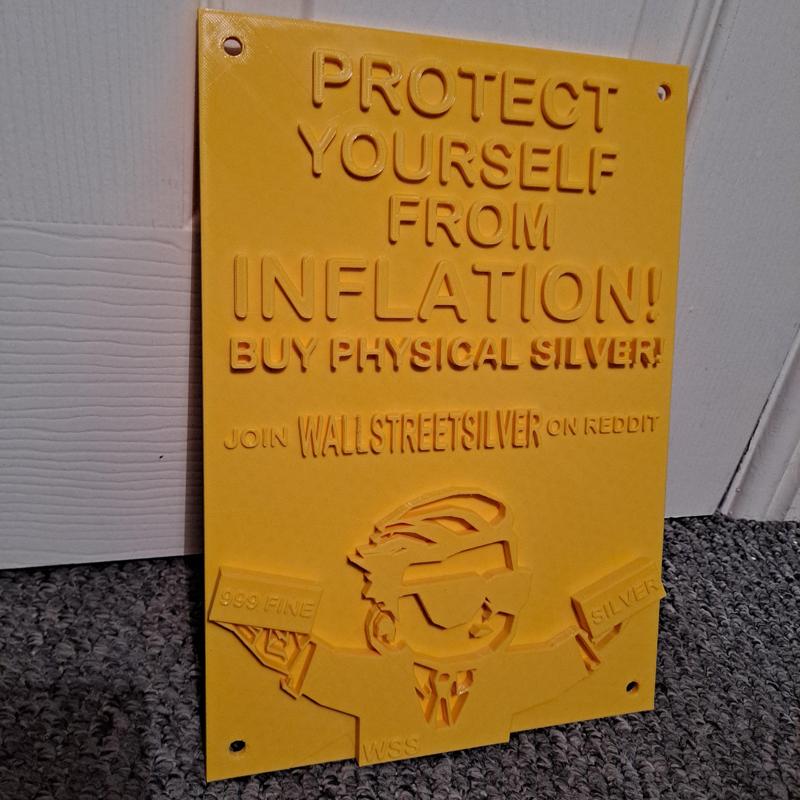 PROTECT
YOURSELF
FROM
INFLATION!
BUY PHYSICAL SILVER!
JOIN WALLSTREETSILVER ON REDDIT
999 FINE
SILVER
WSS